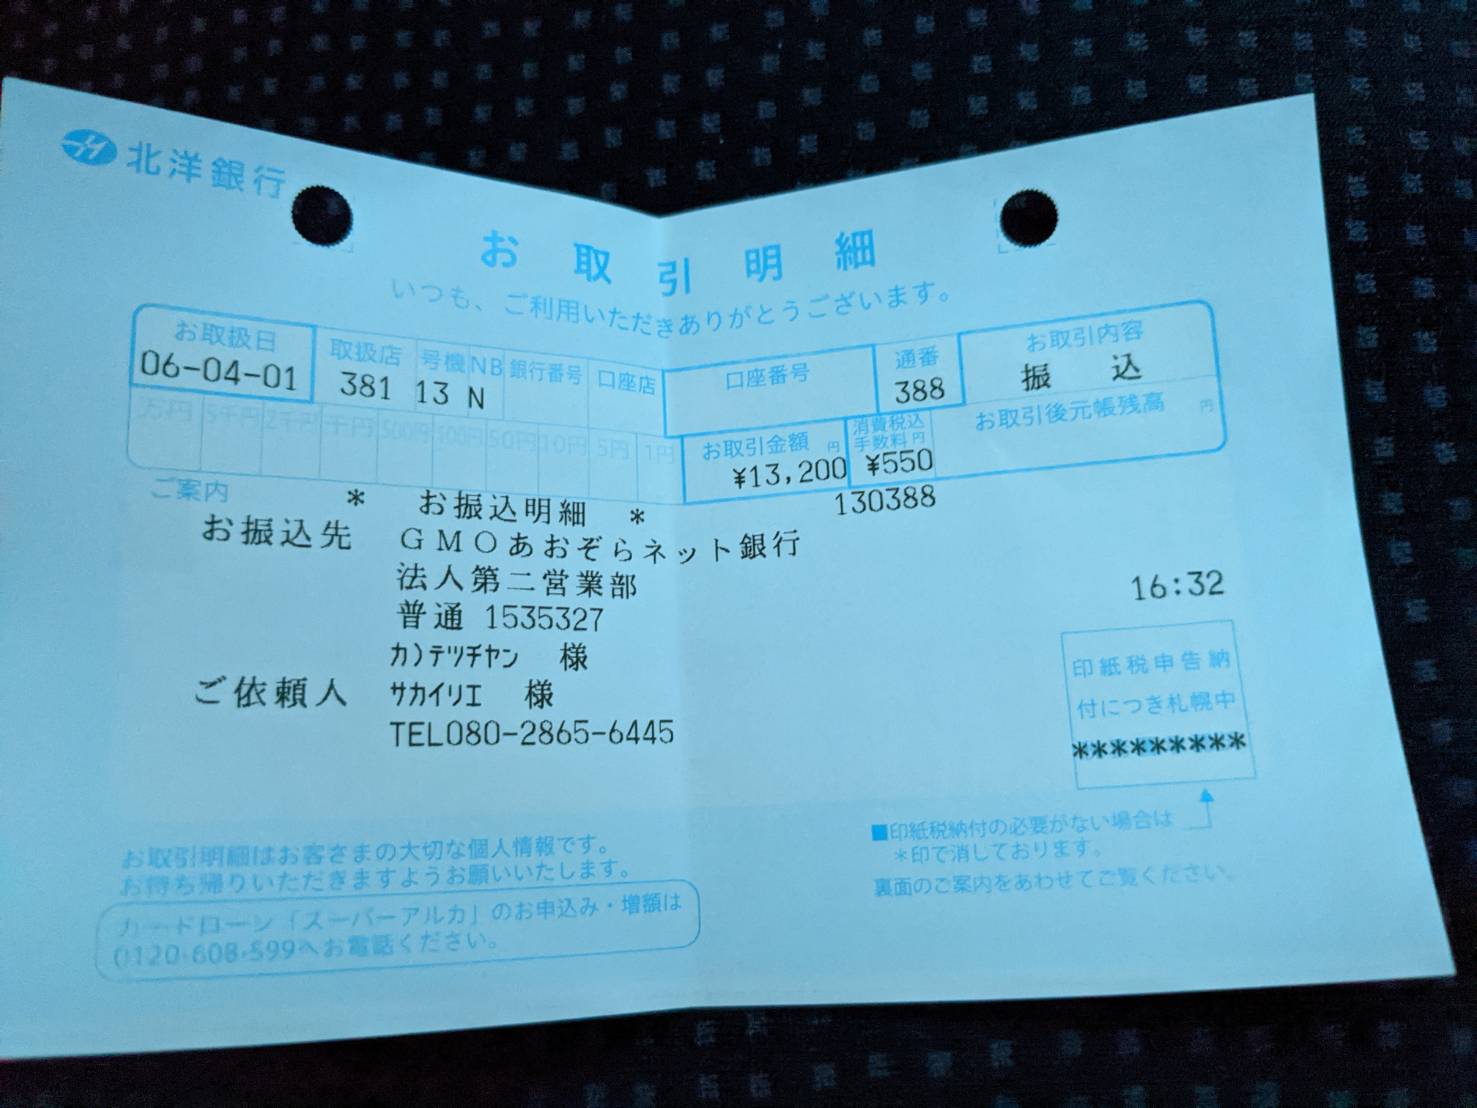 北洋銀行
お取引明細
いつも、ご利用いただきありがとうございます。
お取扱日 取扱店 号機 NB 銀行番号 口座店 口座番号 通番 お取引内容
06-04-01 381 13 N 388 振込
万円 5千円 2千円 千円 500円 100円 50円 10円 5円 1円 お取引金額 円 消費税込手数料円 お取引後元帳残高 円
¥13,200 ¥550
130388
ご案内 * お振込明細 *
お振込先 GMOあおぞらネット銀行
法人第二営業部
普通 1535327
カ)テツチヤン 様
ご依頼人 サカイリエ 様
TEL080-2865-6445
16:32
印紙税申告納
付につき札幌中
*********
■印紙税納付の必要がない場合は
*印で消しております。
裏面のご案内をあわせてご覧ください。
お取引明細はお客さまの大切な個人情報です。
お持ち帰りいただきますようお願いいたします。
カードローン「スーパーアルカ」のお申込み・増額は
0120-608-599へお電話ください。